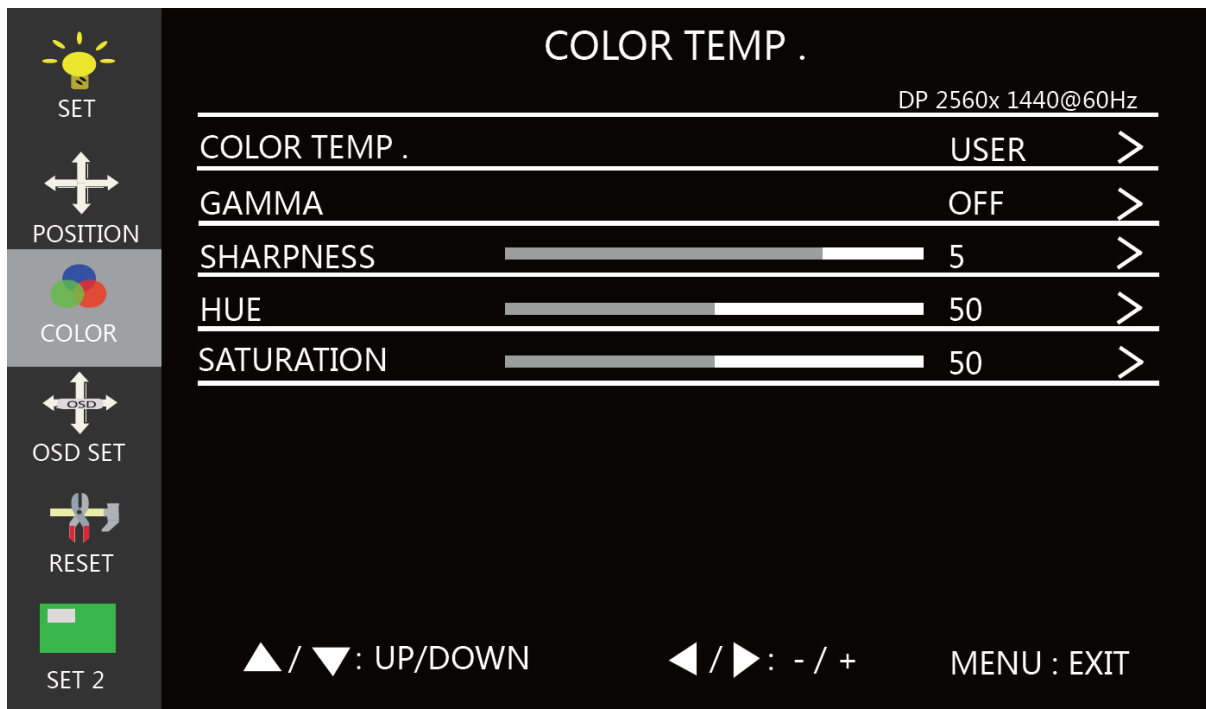 COLOR TEMP .
DP 2560x 1440@60Hz
SET
POSITION
COLOR
OSD
OSD SET
RESET
SET 2
COLOR TEMP . USER
GAMMA OFF
SHARPNESS 5
HUE 50
SATURATION 50
▲ / ▼ : UP/DOWN ◀ / ▶ : - / + MENU : EXIT